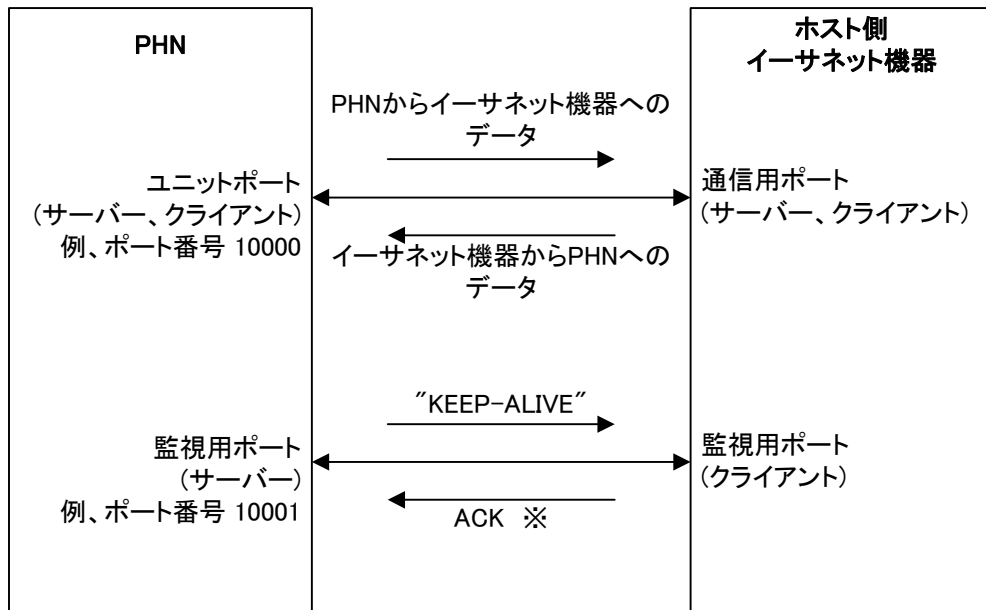 PHN
ホスト側
イーサネット機器
PHNからイーサネット機器への
データ
ユニットポート
(サーバー、クライアント)
例、ポート番号 10000
通信用ポート
(サーバー、クライアント)
イーサネット機器からPHNへの
データ
"KEEP-ALIVE"
監視用ポート
(サーバー)
例、ポート番号 10001
監視用ポート
(クライアント)
ACK ※